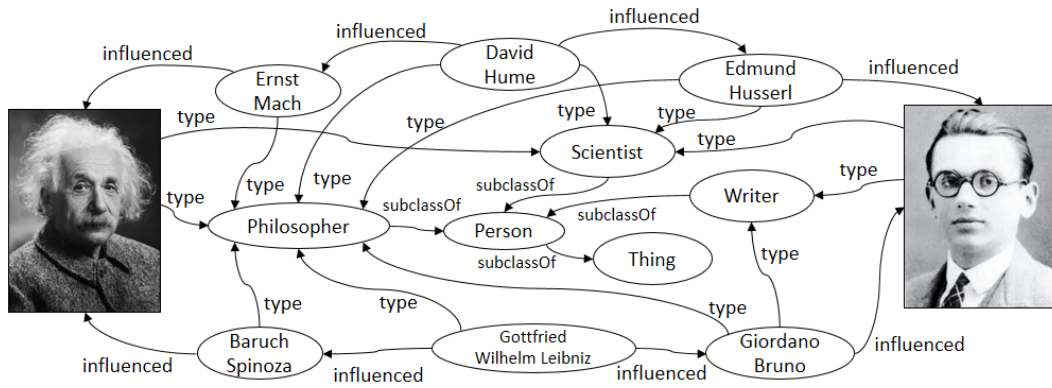 influenced
influenced
influenced
influenced
David
Hume
Ernst
Mach
Edmund
Husserl
type
type
type
type
type
Scientist
type
type
type
type
subclassOf
Writer
Philosopher
subclassOf
Person
subclassOf
subclassOf
Thing
type
type
type
type
Baruch
Spinoza
Gottfried
Wilhelm Leibniz
Giordano
Bruno
influenced
influenced
influenced
influenced